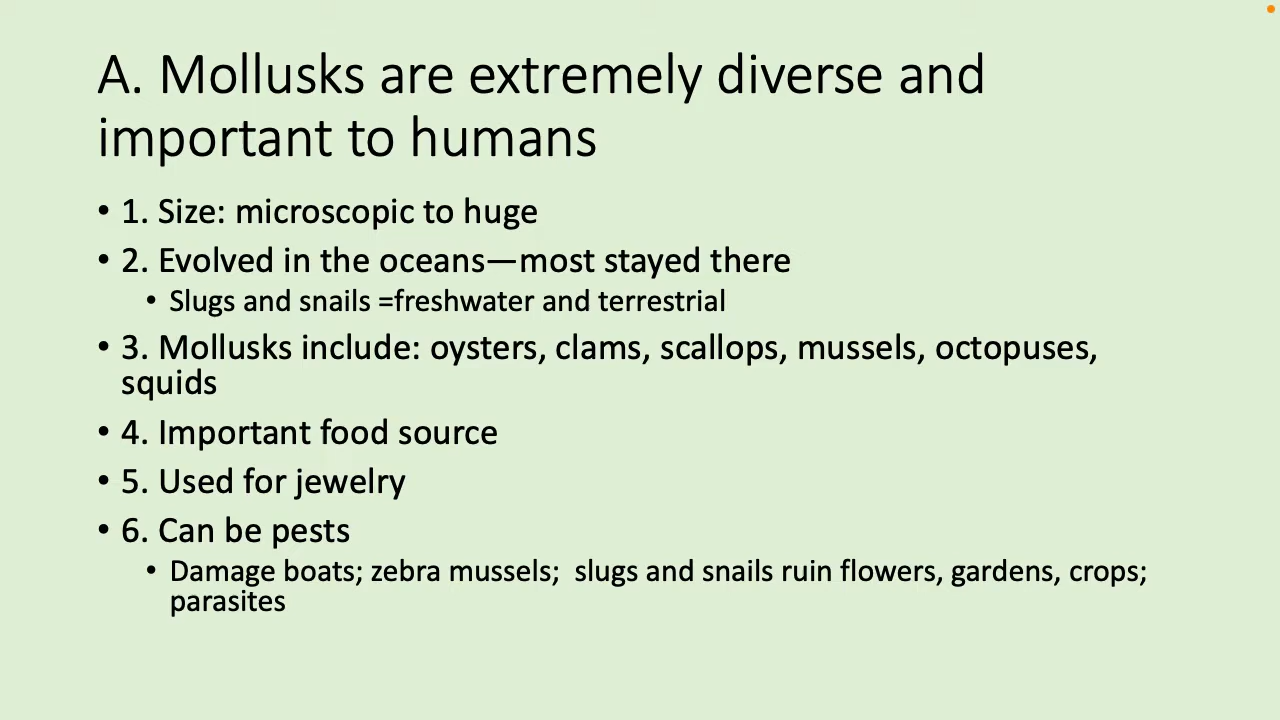 A. Mollusks are extremely diverse and
important to humans
• 1. Size: microscopic to huge
• 2. Evolved in the oceans—most stayed there
• Slugs and snails =freshwater and terrestrial
• 3. Mollusks include: oysters, clams, scallops, mussels, octopuses,
squids
• 4. Important food source
• 5. Used for jewelry
• 6. Can be pests
• Damage boats; zebra mussels;  slugs and snails ruin flowers, gardens, crops;
parasites